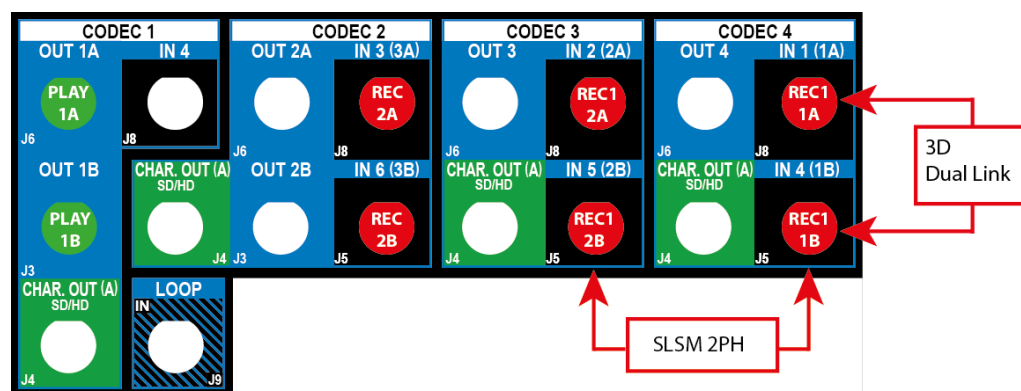 CODEC 1
CODEC 2
CODEC 3
CODEC 4
OUT 1A
IN 4
OUT 2A
IN 3 (3A)
OUT 3
IN 2 (2A)
OUT 4
IN 1 (1A)
PLAY
1A
REC
2A
REC1
2A
REC1
1A
J6
J8
J6
J8
J6
J8
J6
J8
3D
Dual Link
OUT 1B
CHAR. OUT (A)
SD/HD
OUT 2B
IN 6 (3B)
CHAR. OUT (A)
SD/HD
IN 5 (2B)
CHAR. OUT (A)
SD/HD
IN 4 (1B)
PLAY
1B
REC
2B
REC1
2B
REC1
1B
J3
J4
J3
J5
J4
J5
J4
J5
CHAR. OUT (A)
SD/HD
LOOP
IN
J4
J9
SLSM 2PH